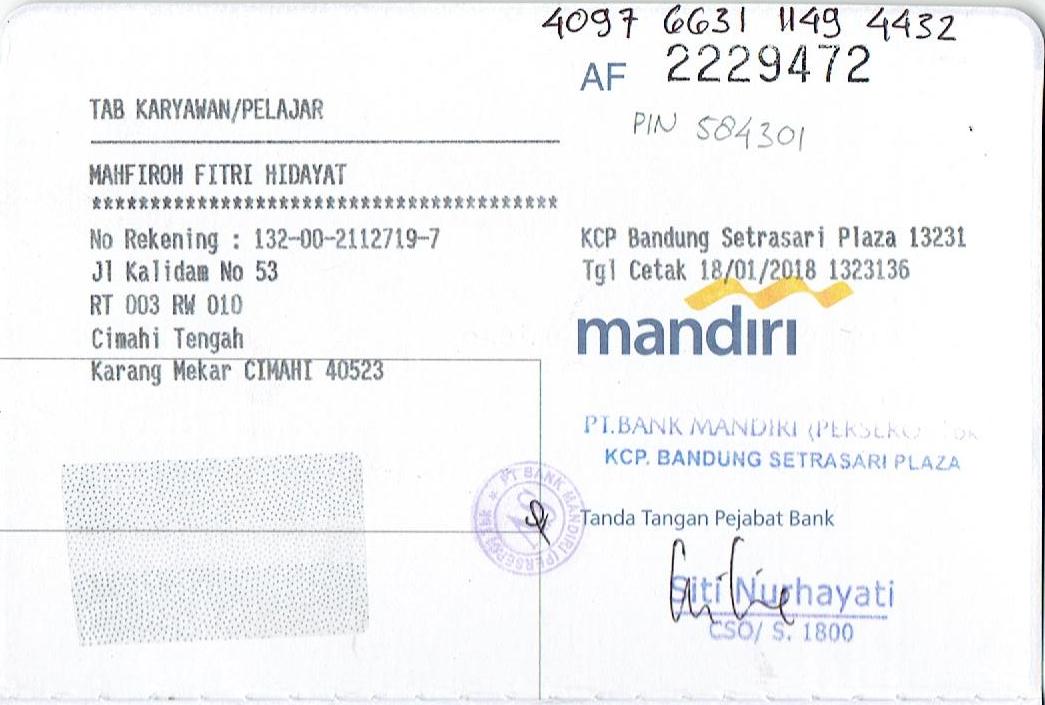 4097 6631 1149 4432
AF 2229472
PIN 584301
TAB KARYAWAN/PELAJAR
MAHFIROH FITRI HIDAYAT
****************************************
No Rekening : 132-00-2112719-7
Jl Kalidam No 53
RT 003 RW 010
Cimahi Tengah
Karang Mekar CIMAHI 40523
KCP Bandung Setrasari Plaza 13231
Tgl Cetak 18/01/2018 1323136
mandiri
PT.BANK MANDIRI
KCP. BANDUNG SETRASARI PLAZA
PT BANK MANDIRI (PERSERO) Tbk
Tanda Tangan Pejabat Bank
Siti Nurhayati
CSO/ S. 1800